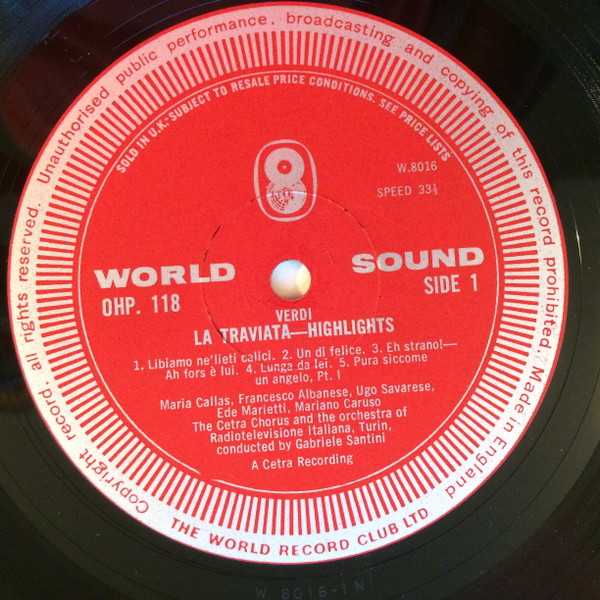 Copyright record. all rights reserved. Unauthorised public performance. broadcasting and copying of this record prohibited. Made in England
SOLD IN U.K.-SUBJECT TO RESALE PRICE CONDITIONS. SEE PRICE LISTS
W.8016
SPEED 33⅓
WORLD SOUND
OHP. 118 SIDE 1
VERDI
LA TRAVIATA—HIGHLIGHTS
1. Libiamo ne'lieti calici. 2. Un di felice. 3. Eh strano!—
Ah fors è lui. 4. Lunge da lei. 5. Pura siccome
un angelo, Pt. I
Maria Callas, Francesco Albanese, Ugo Savarese,
Ede Marietti, Mariano Caruso
The Cetra Chorus and the orchestra of
Radiotelevisione Italiana, Turin,
conducted by Gabriele Santini
A Cetra Recording
THE WORLD RECORD CLUB LTD
W 8016-1N